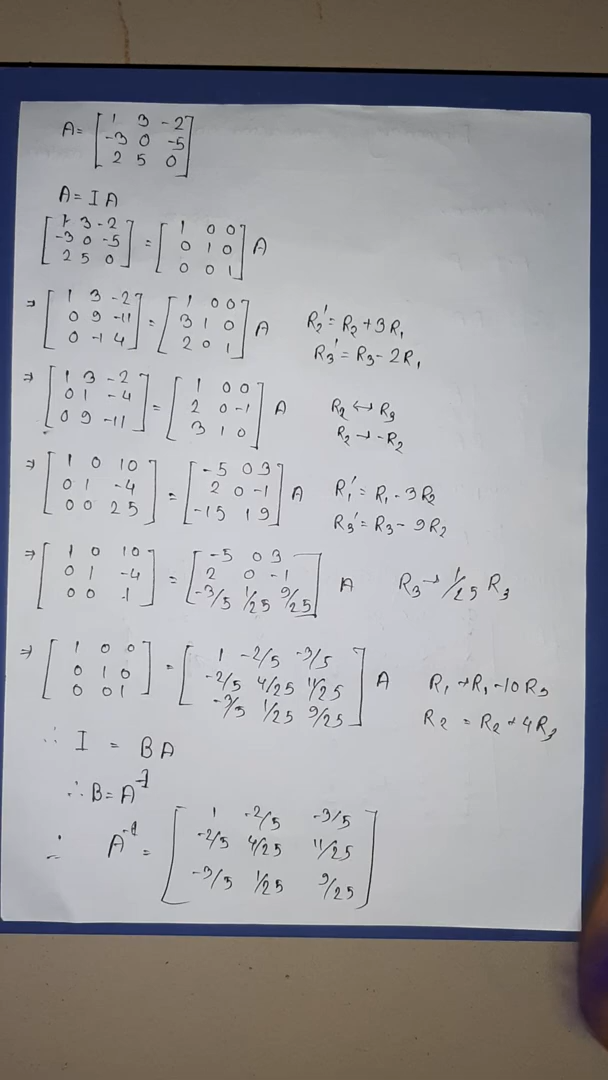 A = [ 1 3 -2
-3 0 -5
2 5 0 ]
A = I A
[ 1 3 -2 ] = [ 1 0 0 ] A
-3 0 -5 0 1 0
2 5 0 0 0 1
⇒ [ 1 3 -2 ] = [ 1 0 0 ] A R₂' = R₂ + 3R₁
0 9 -11 3 1 0
0 -1 4 2 0 1 R₃' = R₃ - 2R₁
⇒ [ 1 3 -2 ] = [ 1 0 0 ] A R₂ ↔ R₃
0 1 -4 2 0 -1 R₂ → -R₂
0 9 -11 3 1 0
⇒ [ 1 0 10 ] = [ -5 0 3 ] A R₁' = R₁ - 3R₂
0 1 -4 2 0 -1
0 0 25 -15 1 9 R₃' = R₃ - 9R₂
⇒ [ 1 0 10 ] = [ -5 0 3 ] A R₃ → 1/25 R₃
0 1 -4 2 0 -1
0 0 1 -3/5 1/25 9/25
⇒ [ 1 0 0 ] = [ 1 -2/5 -3/5 ] A R₁ → R₁ - 10R₃
0 1 0 -2/5 4/25 11/25
0 0 1 -3/5 1/25 9/25 R₂ = R₂ + 4R₃
∴ I = BA
∴ B = A⁻¹
∴ A⁻¹ = [ 1 -2/5 -3/5
-2/5 4/25 11/25
-3/5 1/25 9/25 ]